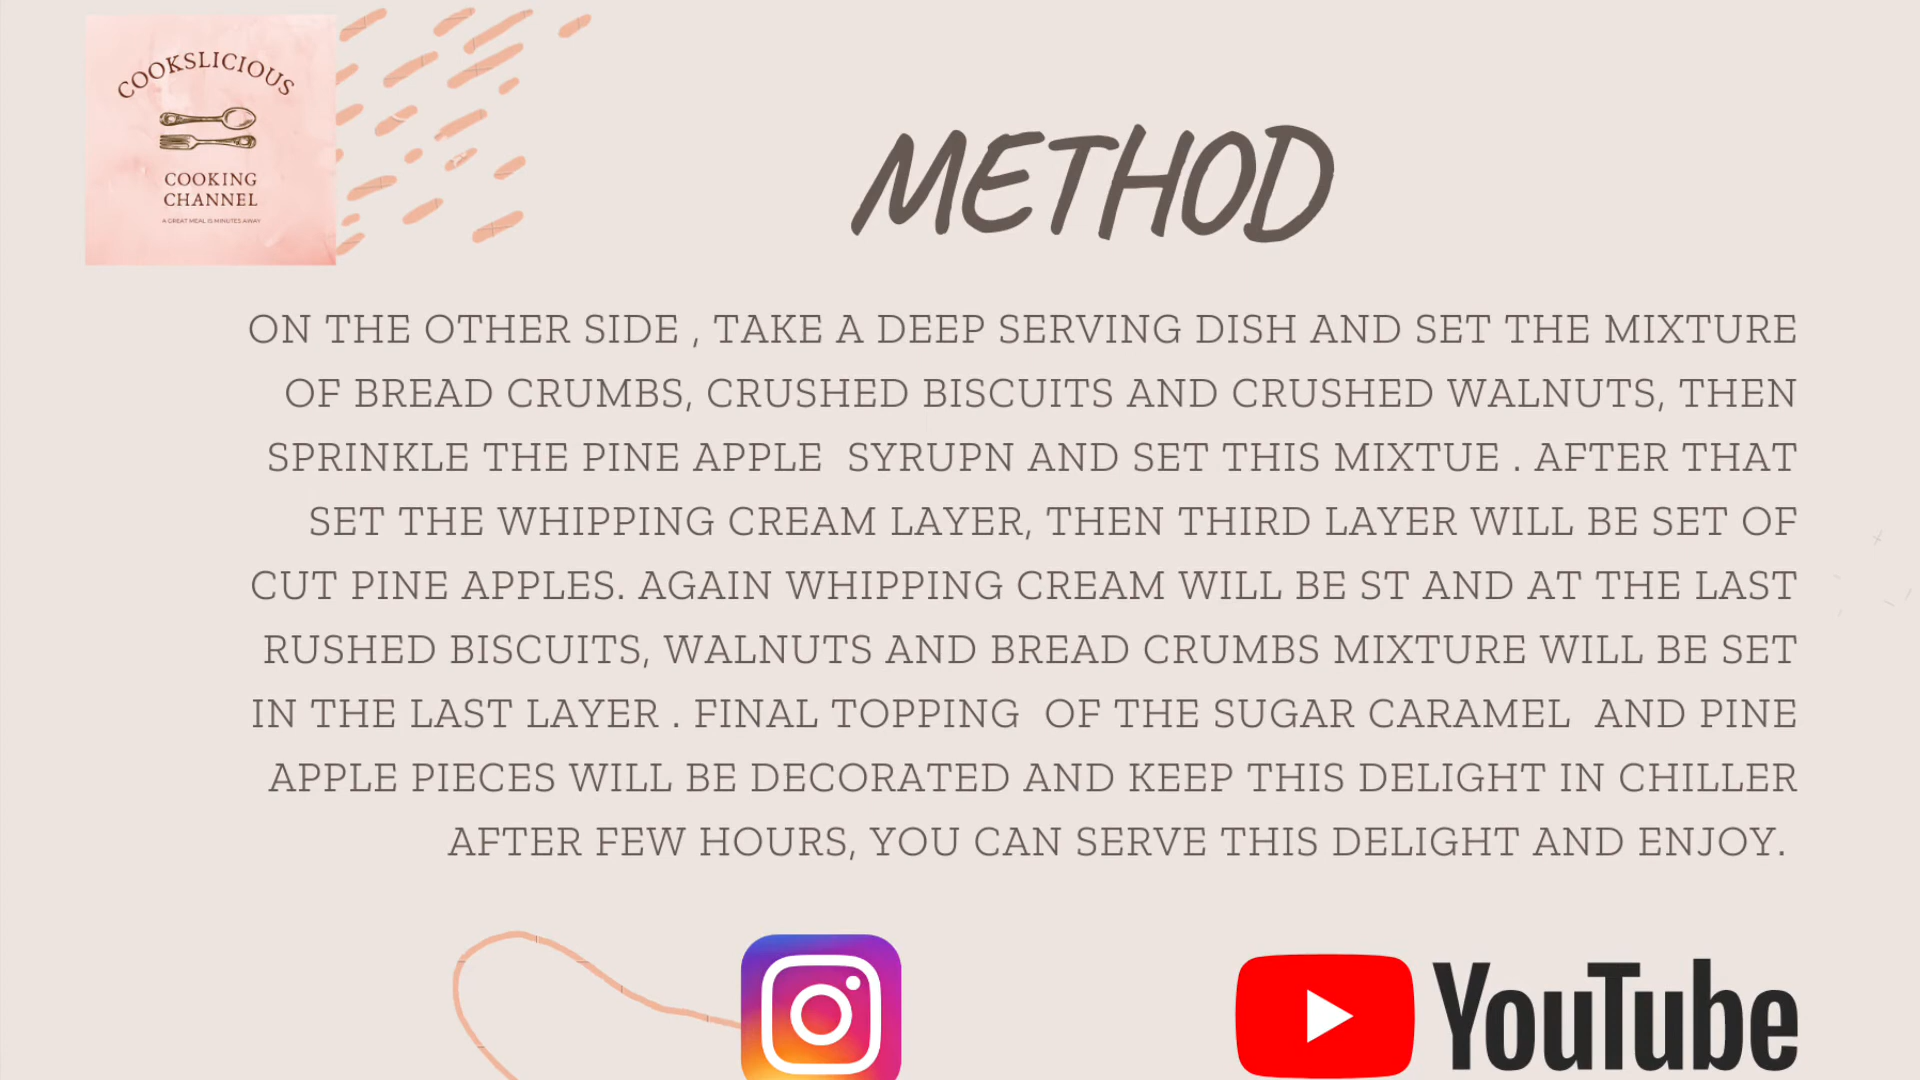 COOKSLICIOUS
COOKING
CHANNEL
A GREAT MEAL IS MINUTES AWAY
METHOD
ON THE OTHER SIDE , TAKE A DEEP SERVING DISH AND SET THE MIXTURE
OF BREAD CRUMBS, CRUSHED BISCUITS AND CRUSHED WALNUTS, THEN
SPRINKLE THE PINE APPLE  SYRUPN AND SET THIS MIXTUE . AFTER THAT
SET THE WHIPPING CREAM LAYER, THEN THIRD LAYER WILL BE SET OF
CUT PINE APPLES. AGAIN WHIPPING CREAM WILL BE ST AND AT THE LAST
RUSHED BISCUITS, WALNUTS AND BREAD CRUMBS MIXTURE WILL BE SET
IN THE LAST LAYER . FINAL TOPPING  OF THE SUGAR CARAMEL  AND PINE
APPLE PIECES WILL BE DECORATED AND KEEP THIS DELIGHT IN CHILLER
AFTER FEW HOURS, YOU CAN SERVE THIS DELIGHT AND ENJOY.
YouTube